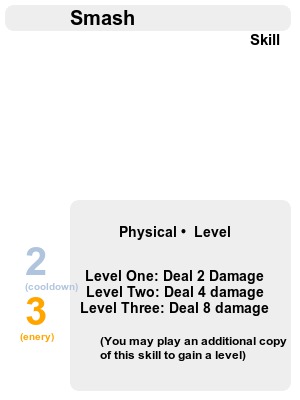 Smash
Skill
Physical • Level
2
(cooldown)
Level One: Deal 2 Damage
Level Two: Deal 4 damage
Level Three: Deal 8 damage
3
(enery)
(You may play an additional copy
of this skill to gain a level)